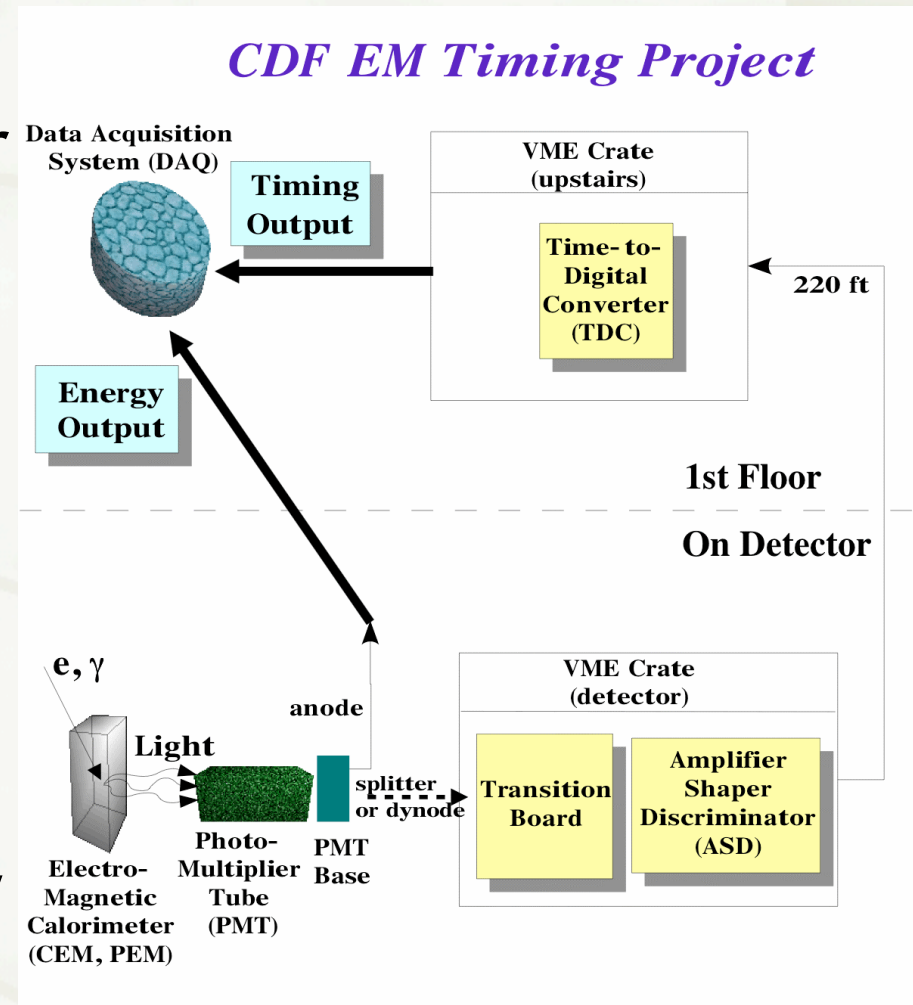 CDF EM Timing Project
Data Acquisition
System (DAQ)
Timing
Output
VME Crate
(upstairs)
Time- to-
Digital
Converter
(TDC)
220 ft
Energy
Output
1st Floor
On Detector
e, γ
Light
anode
splitter
or dynode
VME Crate
(detector)
Transition
Board
Amplifier
Shaper
Discriminator
(ASD)
Electro-
Magnetic
Calorimeter
(CEM, PEM)
Photo-
Multiplier
Tube
(PMT)
PMT
Base